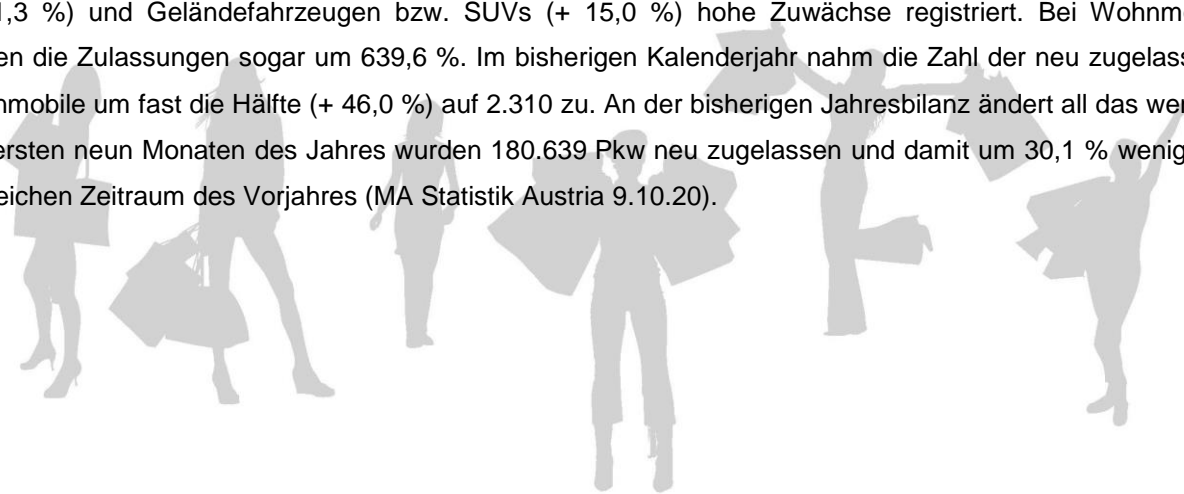 1,3 %) und Geländefahrzeugen bzw. SUVs (+ 15,0 %) hohe Zuwächse registriert. Bei Wohnm
en die Zulassungen sogar um 639,6 %. Im bisherigen Kalenderjahr nahm die Zahl der neu zugelass
nmobile um fast die Hälfte (+ 46,0 %) auf 2.310 zu. An der bisherigen Jahresbilanz ändert all das wen
ersten neun Monaten des Jahres wurden 180.639 Pkw neu zugelassen und damit um 30,1 % wenig
eichen Zeitraum des Vorjahres (MA Statistik Austria 9.10.20).